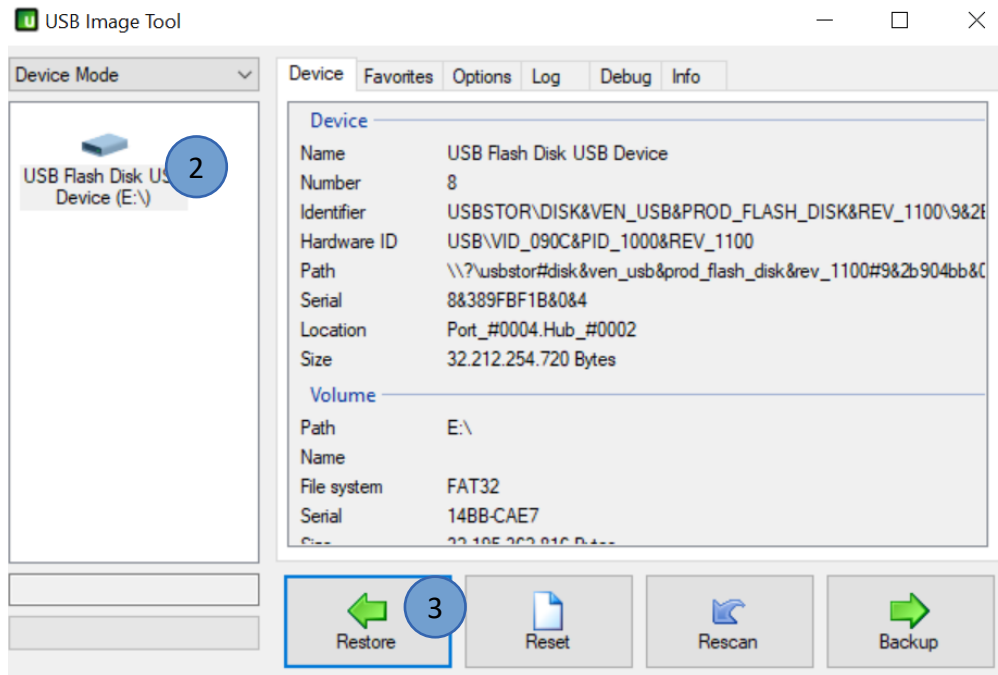 USB Image Tool
Device Mode
Device Favorites Options Log Debug Info
2
USB Flash Disk
Device (E:\)
Device
Name USB Flash Disk USB Device
Number 8
Identifier USBSTOR\DISK&VEN_USB&PROD_FLASH_DISK&REV_1100\9&2
Hardware ID USB\VID_090C&PID_1000&REV_1100
Path \\?\usbstor#disk&ven_usb&prod_flash_disk&rev_1100#9&2b904bb&0
Serial 8&389FBF1B&0&4
Location Port_#0004.Hub_#0002
Size 32.212.254.720 Bytes
Volume
Path E:\
Name
File system FAT32
Serial 14BB-CAE7
3
Restore Reset Rescan Backup